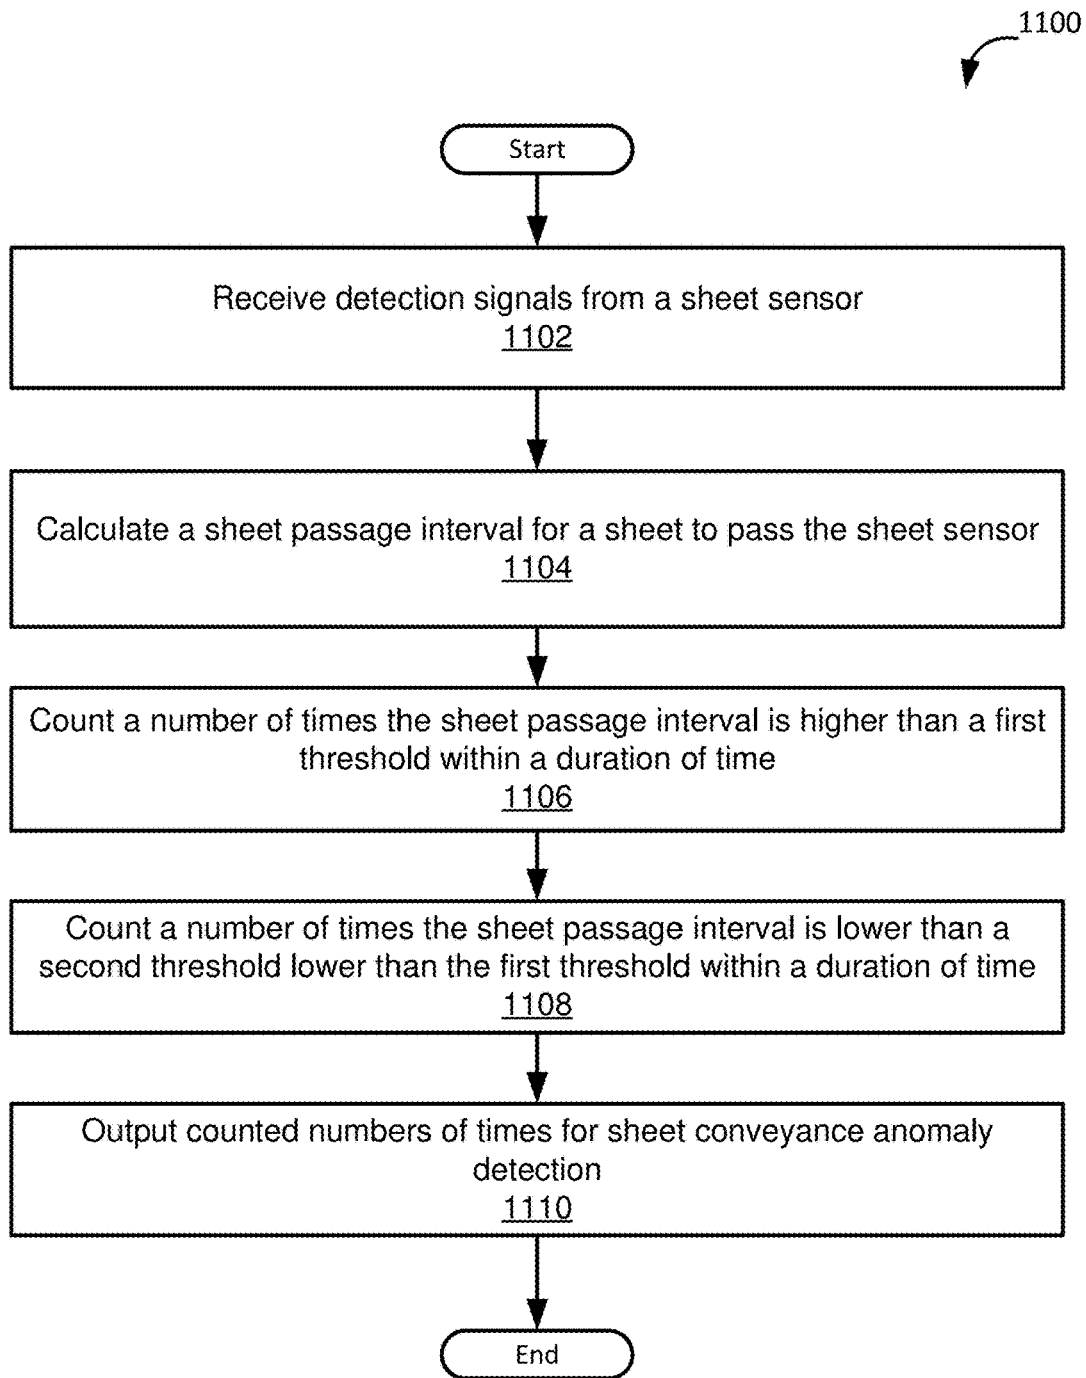 1100
Start
Receive detection signals from a sheet sensor
1102
Calculate a sheet passage interval for a sheet to pass the sheet sensor
1104
Count a number of times the sheet passage interval is higher than a first
threshold within a duration of time
1106
Count a number of times the sheet passage interval is lower than a
second threshold lower than the first threshold within a duration of time
1108
Output counted numbers of times for sheet conveyance anomaly
detection
1110
End